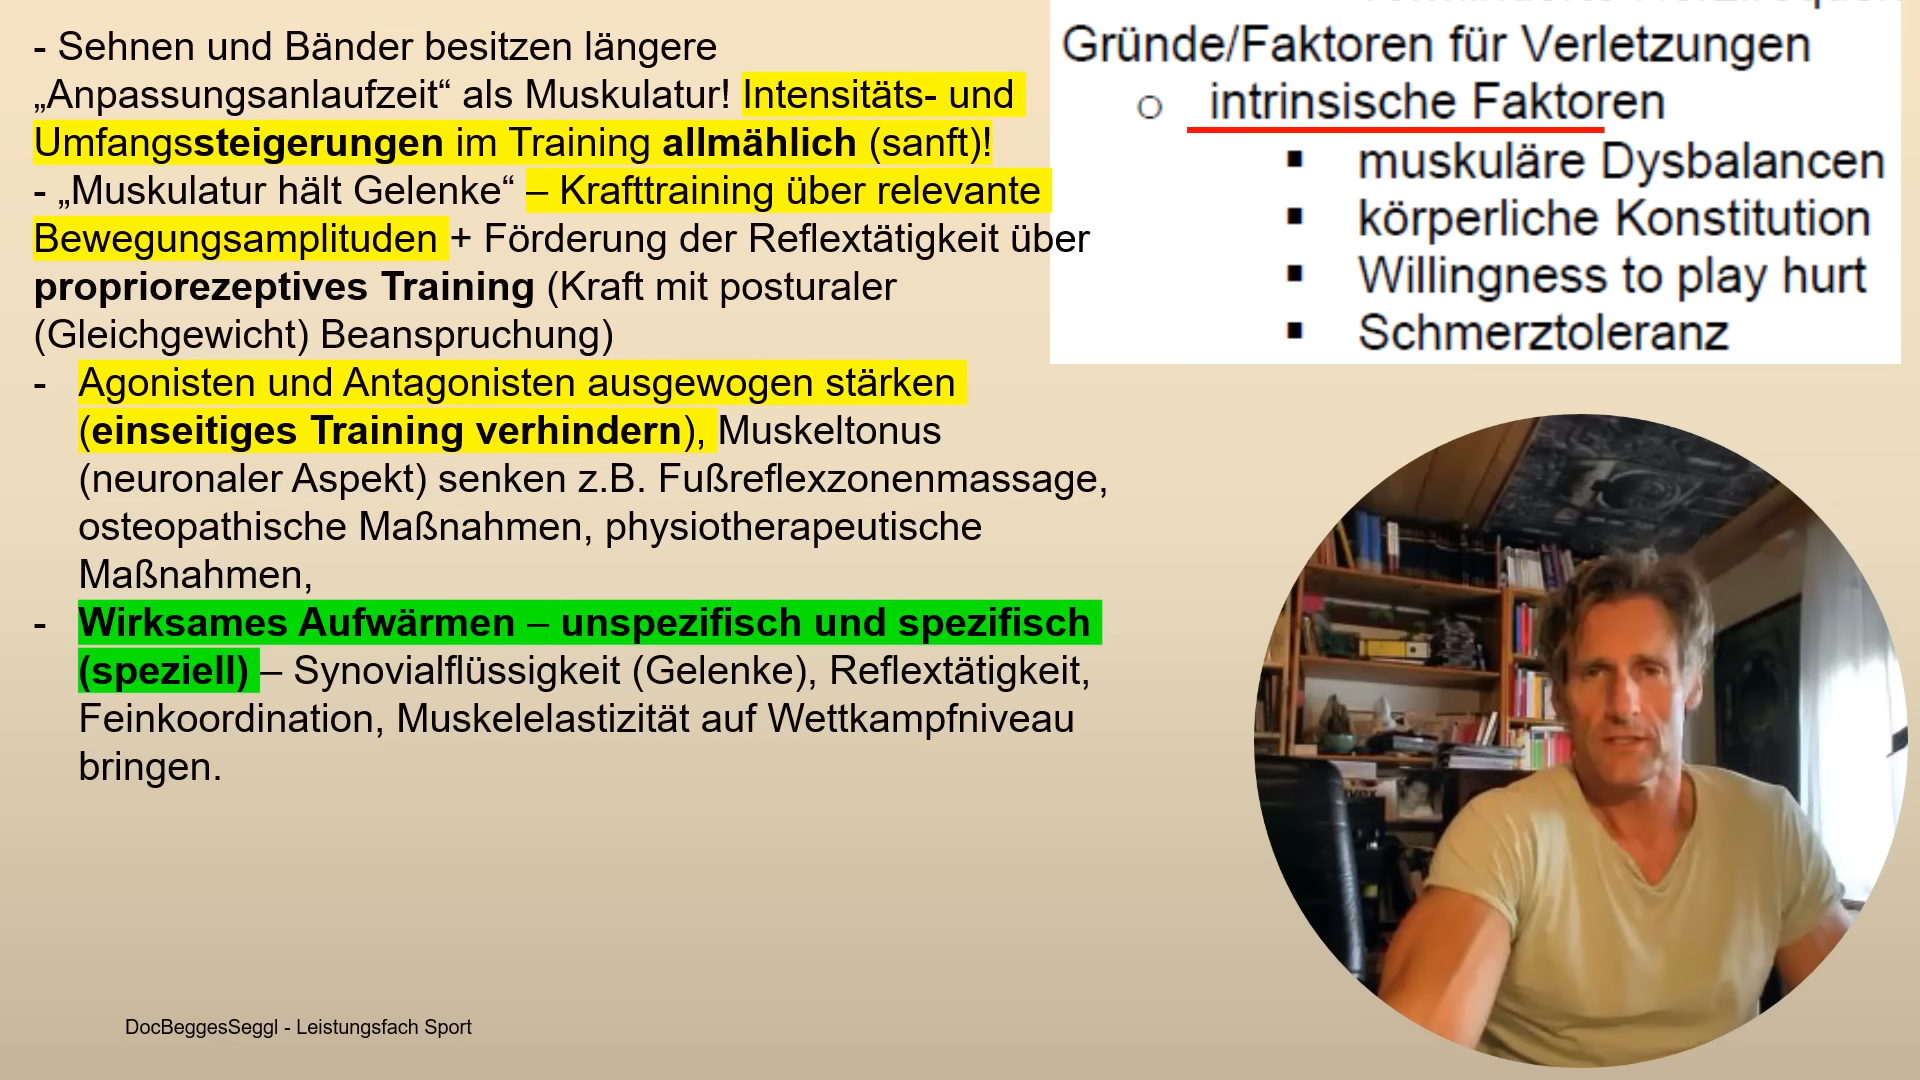 - Sehnen und Bänder besitzen längere
„Anpassungsanlaufzeit“ als Muskulatur! Intensitäts- und
Umfangssteigerungen im Training allmählich (sanft)!
- „Muskulatur hält Gelenke“ – Krafttraining über relevante
Bewegungsamplituden + Förderung der Reflextätigkeit über
propriorezeptives Training (Kraft mit posturaler
(Gleichgewicht) Beanspruchung)
- Agonisten und Antagonisten ausgewogen stärken
(einseitiges Training verhindern), Muskeltonus
(neuronaler Aspekt) senken z.B. Fußreflexzonenmassage,
osteopathische Maßnahmen, physiotherapeutische
Maßnahmen,
- Wirksames Aufwärmen – unspezifisch und spezifisch
(speziell) – Synovialflüssigkeit (Gelenke), Reflextätigkeit,
Feinkoordination, Muskelelastizität auf Wettkampfniveau
bringen.
Gründe/Faktoren für Verletzungen
o intrinsische Faktoren
▪ muskuläre Dysbalancen
▪ körperliche Konstitution
▪ Willingness to play hurt
▪ Schmerztoleranz
DocBeggesSeggl - Leistungsfach Sport